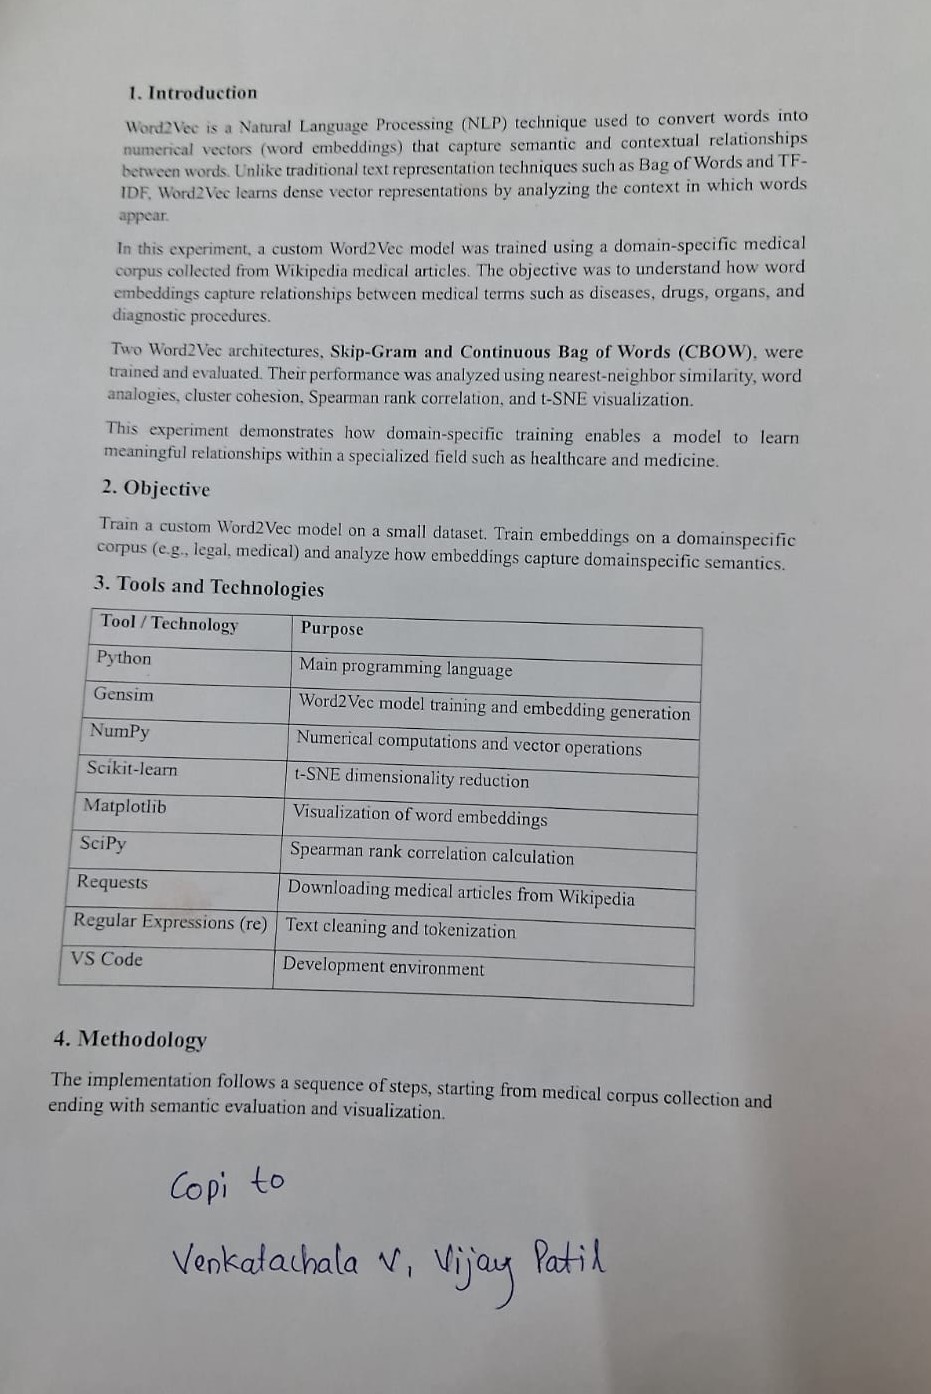 1. Introduction
Word2Vec is a Natural Language Processing (NLP) technique used to convert words into
numerical vectors (word embeddings) that capture semantic and contextual relationships
between words. Unlike traditional text representation techniques such as Bag of Words and TF-
IDF, Word2Vec learns dense vector representations by analyzing the context in which words
appear.
In this experiment, a custom Word2Vec model was trained using a domain-specific medical
corpus collected from Wikipedia medical articles. The objective was to understand how word
embeddings capture relationships between medical terms such as diseases, drugs, organs, and
diagnostic procedures.
Two Word2Vec architectures, Skip-Gram and Continuous Bag of Words (CBOW), were
trained and evaluated. Their performance was analyzed using nearest-neighbor similarity, word
analogies, cluster cohesion, Spearman rank correlation, and t-SNE visualization.
This experiment demonstrates how domain-specific training enables a model to learn
meaningful relationships within a specialized field such as healthcare and medicine.
2. Objective
Train a custom Word2Vec model on a small dataset. Train embeddings on a domainspecific
corpus (e.g., legal, medical) and analyze how embeddings capture domainspecific semantics.
3. Tools and Technologies
Tool / Technology Purpose
Python Main programming language
Gensim Word2Vec model training and embedding generation
NumPy Numerical computations and vector operations
Scikit-learn t-SNE dimensionality reduction
Matplotlib Visualization of word embeddings
SciPy Spearman rank correlation calculation
Requests Downloading medical articles from Wikipedia
Regular Expressions (re) Text cleaning and tokenization
VS Code Development environment
4. Methodology
The implementation follows a sequence of steps, starting from medical corpus collection and
ending with semantic evaluation and visualization.
Copi to
Venkatachala V, Vijay Patil